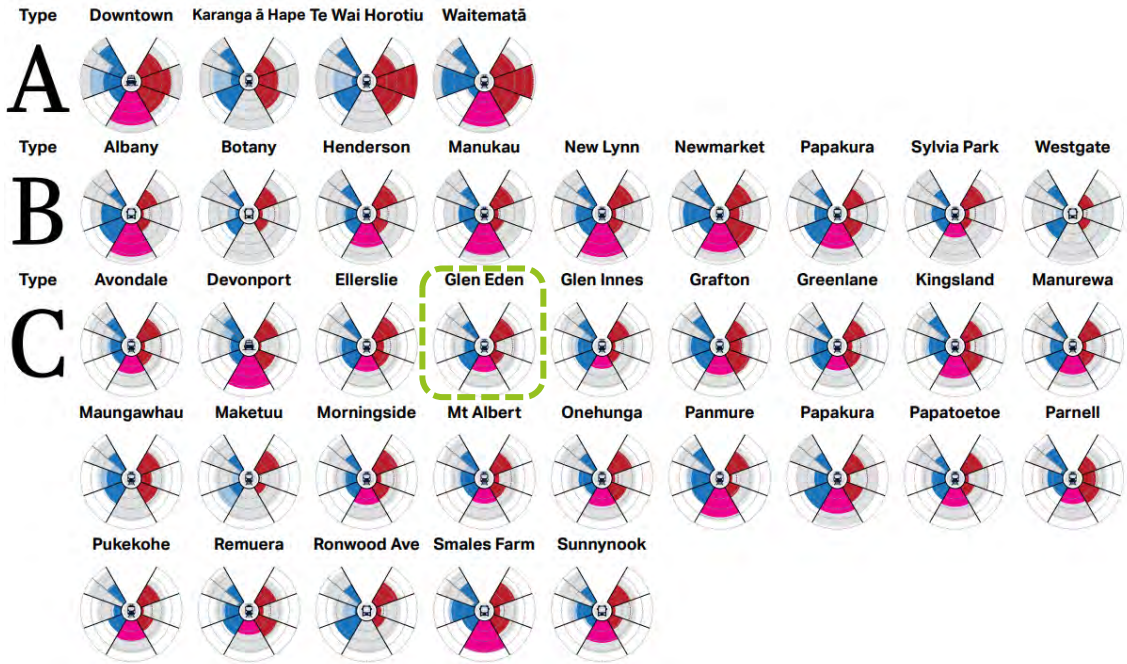 Type Downtown Karanga ā Hape Te Wai Horotiu Waitematā
A
Type Albany Botany Henderson Manukau New Lynn Newmarket Papakura Sylvia Park Westgate
B
Type Avondale Devonport Ellerslie Glen Eden Glen Innes Grafton Greenlane Kingsland Manurewa
C
Maungawhau Maketuu Morningside Mt Albert Onehunga Panmure Papakura Papatoetoe Parnell
Pukekohe Remuera Ronwood Ave Smales Farm Sunnynook